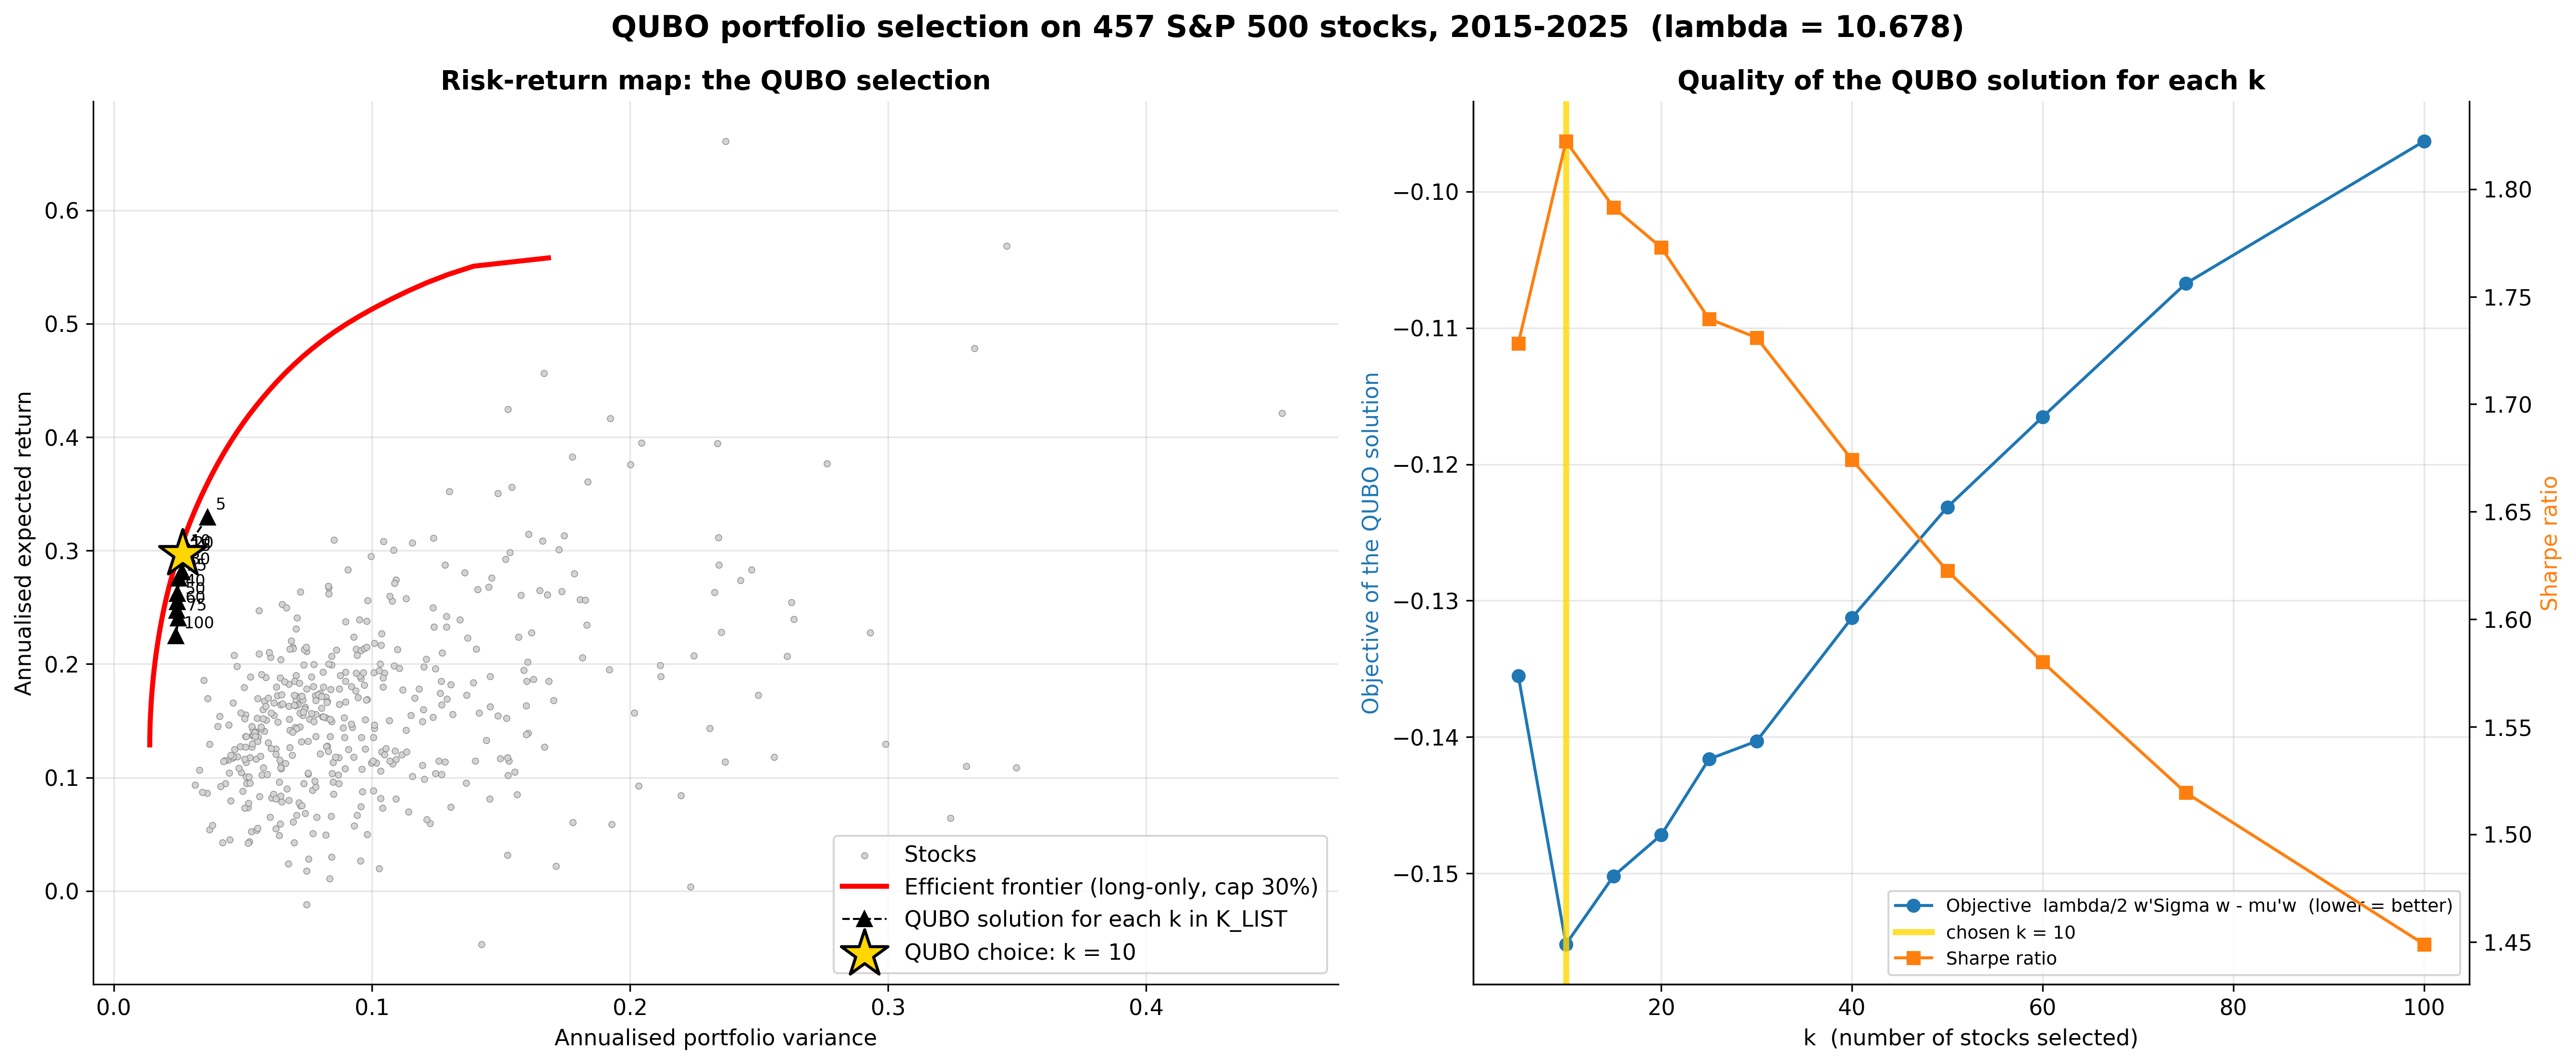 QUBO portfolio selection on 457 S&P 500 stocks, 2015-2025  (lambda = 10.678)
Risk-return map: the QUBO selection
Annualised expected return
0.6
0.5
0.4
0.3
0.2
0.1
0.0
5
20
40
50
60
75
100
Stocks
Efficient frontier (long-only, cap 30%)
QUBO solution for each k in K_LIST
QUBO choice: k = 10
0.0 0.1 0.2 0.3 0.4
Annualised portfolio variance
Quality of the QUBO solution for each k
Objective of the QUBO solution
−0.10
−0.11
−0.12
−0.13
−0.14
−0.15
1.80
1.75
1.70
1.65
1.60
1.55
1.50
1.45
Sharpe ratio
Objective  lambda/2 w'Sigma w - mu'w  (lower = better)
chosen k = 10
Sharpe ratio
20 40 60 80 100
k  (number of stocks selected)